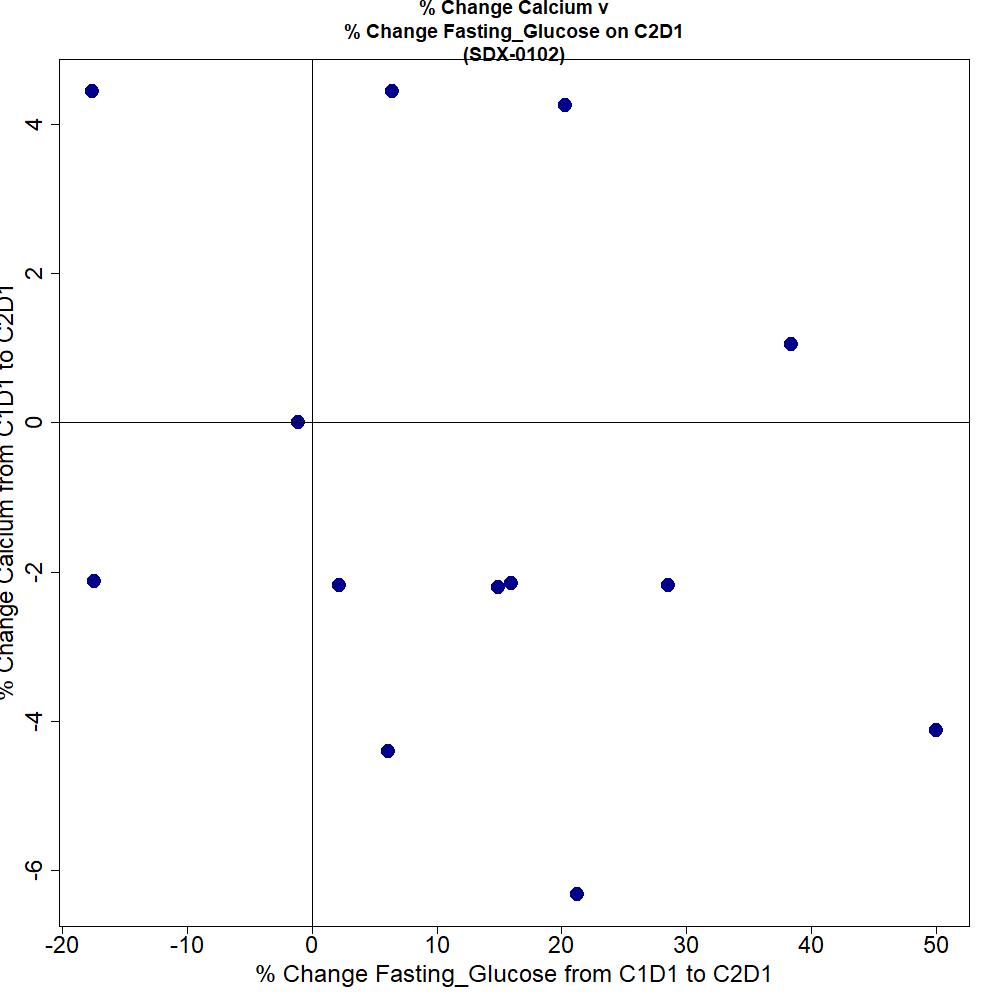 % Change Calcium v
% Change Fasting_Glucose on C2D1
(SDX-0102)
% Change Calcium from C1D1 to C2D1
4
2
0
-2
-4
-6
-20 -10 0 10 20 30 40 50
% Change Fasting_Glucose from C1D1 to C2D1